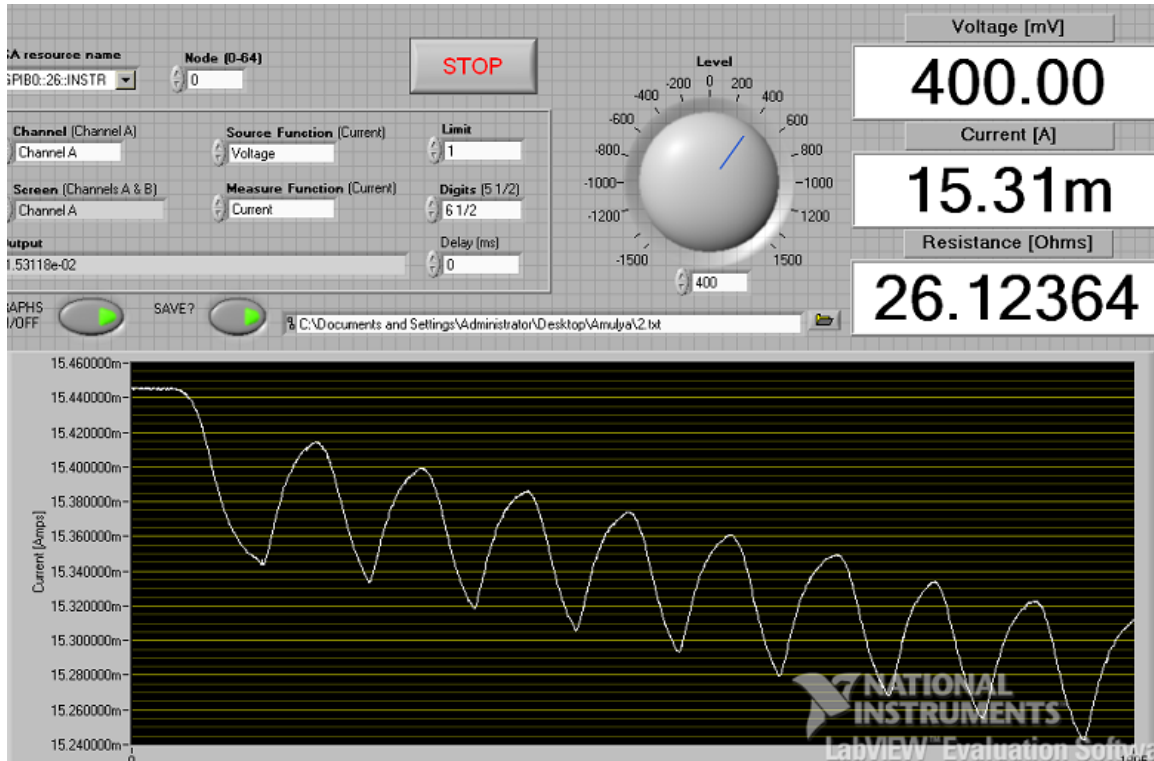 Voltage [mV]
400.00
Current [A]
15.31m
Resistance [Ohms]
26.12364
resource name
Node (0-64)
GPIB0::26::INSTR
0
STOP
Level
-1500
-1200
-1000
-800
-600
-400
-200
0
200
400
600
800
1000
1200
1500
400
Channel (Channel A)
Channel A
Source Function (Current)
Voltage
Limit
1
Screen (Channels A & B)
Channel A
Measure Function (Current)
Current
Digits (5 1/2)
6 1/2
Output
1.53118e-02
Delay (ms)
0
SAVE?
C:\Documents and Settings\Administrator\Desktop\Amulya\2.txt
15.460000m
15.440000m
15.420000m
15.400000m
15.380000m
15.360000m
15.340000m
15.320000m
15.300000m
15.280000m
15.260000m
15.240000m
Current [Amps]
0
NATIONAL
INSTRUMENTS
LabVIEW™ Evaluation